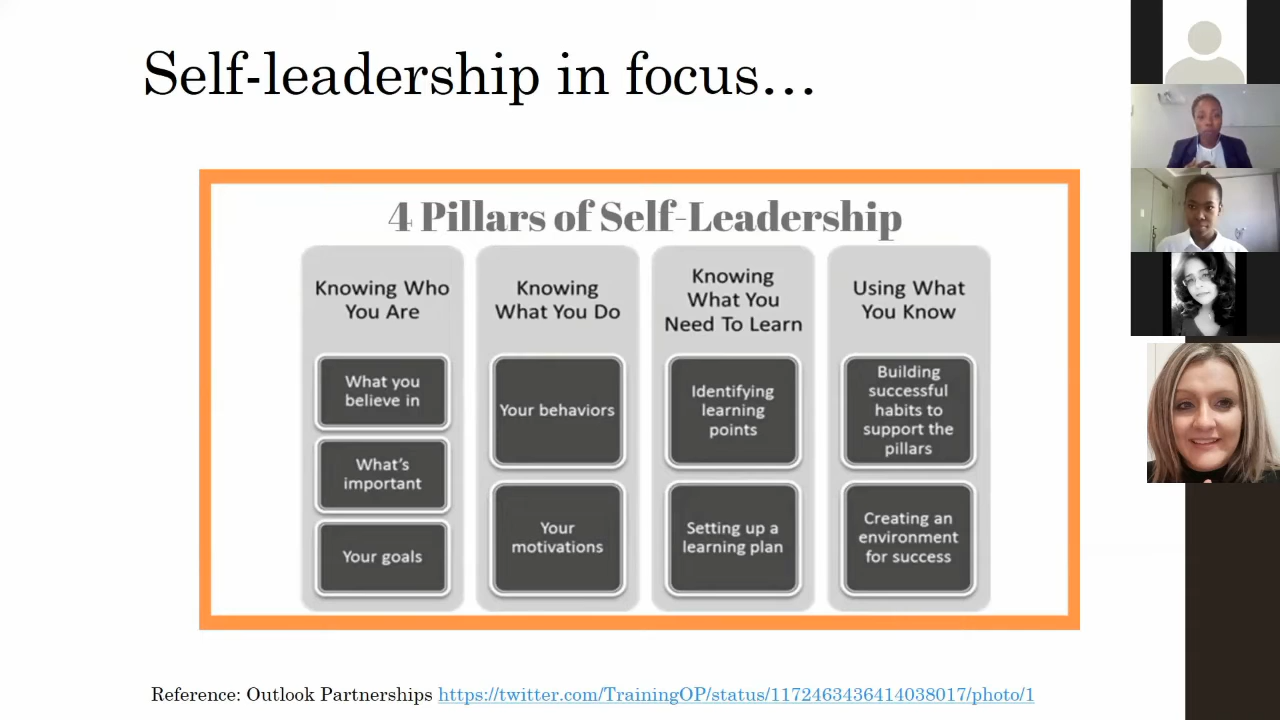 Self-leadership in focus…
4 Pillars of Self-Leadership
Knowing Who
You Are
What you
believe in
What's
important
Your goals
Knowing
What You Do
Your behaviors
Your
motivations
Knowing
What You
Need To Learn
Identifying
learning
points
Setting up a
learning plan
Using What
You Know
Building
successful
habits to
support the
pillars
Creating an
environment
for success
Reference: Outlook Partnerships https://twitter.com/TrainingOP/status/1172463436414038017/photo/1